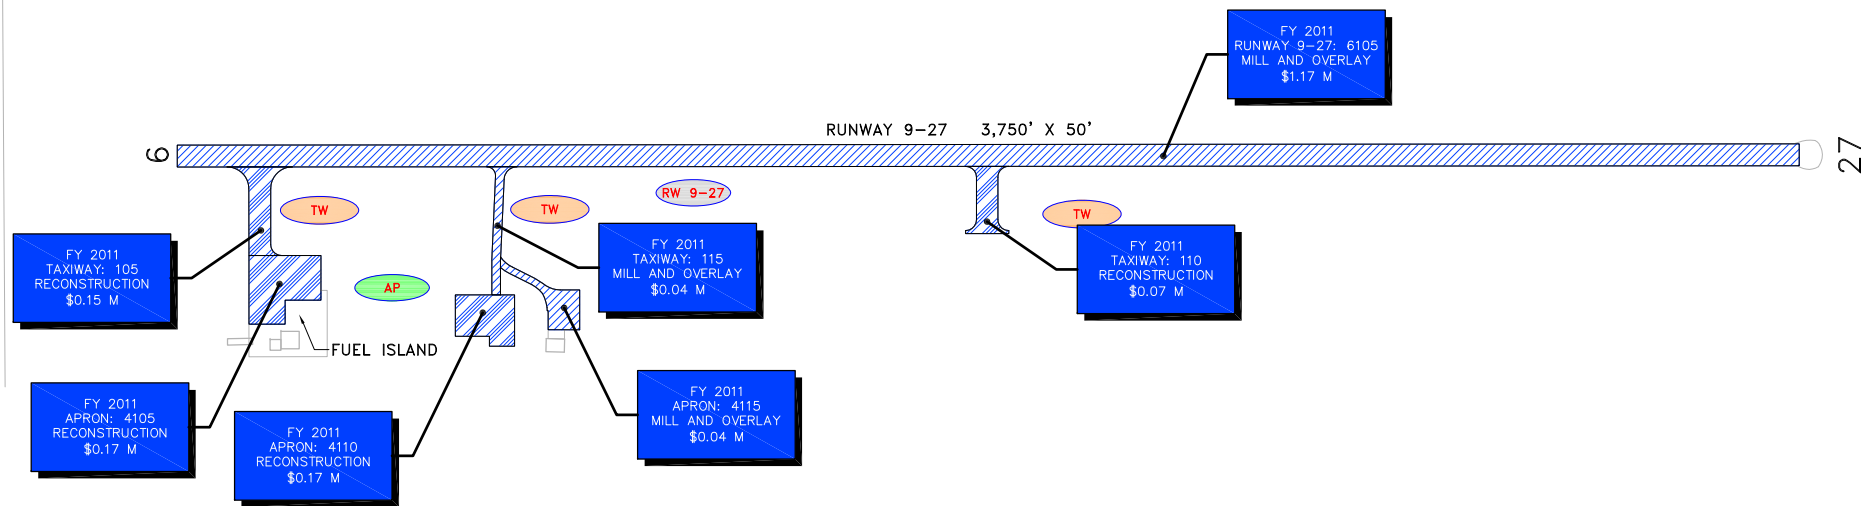 FY 2011
RUNWAY 9-27: 6105
MILL AND OVERLAY
$1.17 M
RUNWAY 9-27 3,750' X 50'
9
27
TW
TW
RW 9-27
TW
FY 2011
TAXIWAY: 105
RECONSTRUCTION
$0.15 M
AP
FY 2011
TAXIWAY: 115
MILL AND OVERLAY
$0.04 M
FY 2011
TAXIWAY: 110
RECONSTRUCTION
$0.07 M
FUEL ISLAND
FY 2011
APRON: 4105
RECONSTRUCTION
$0.17 M
FY 2011
APRON: 4110
RECONSTRUCTION
$0.17 M
FY 2011
APRON: 4115
MILL AND OVERLAY
$0.04 M